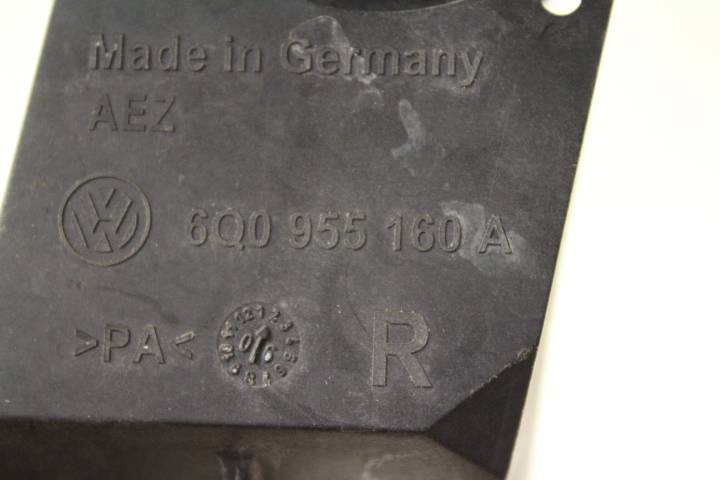 Made in Germany
AEZ
6Q0 955 160 A
>PA< R